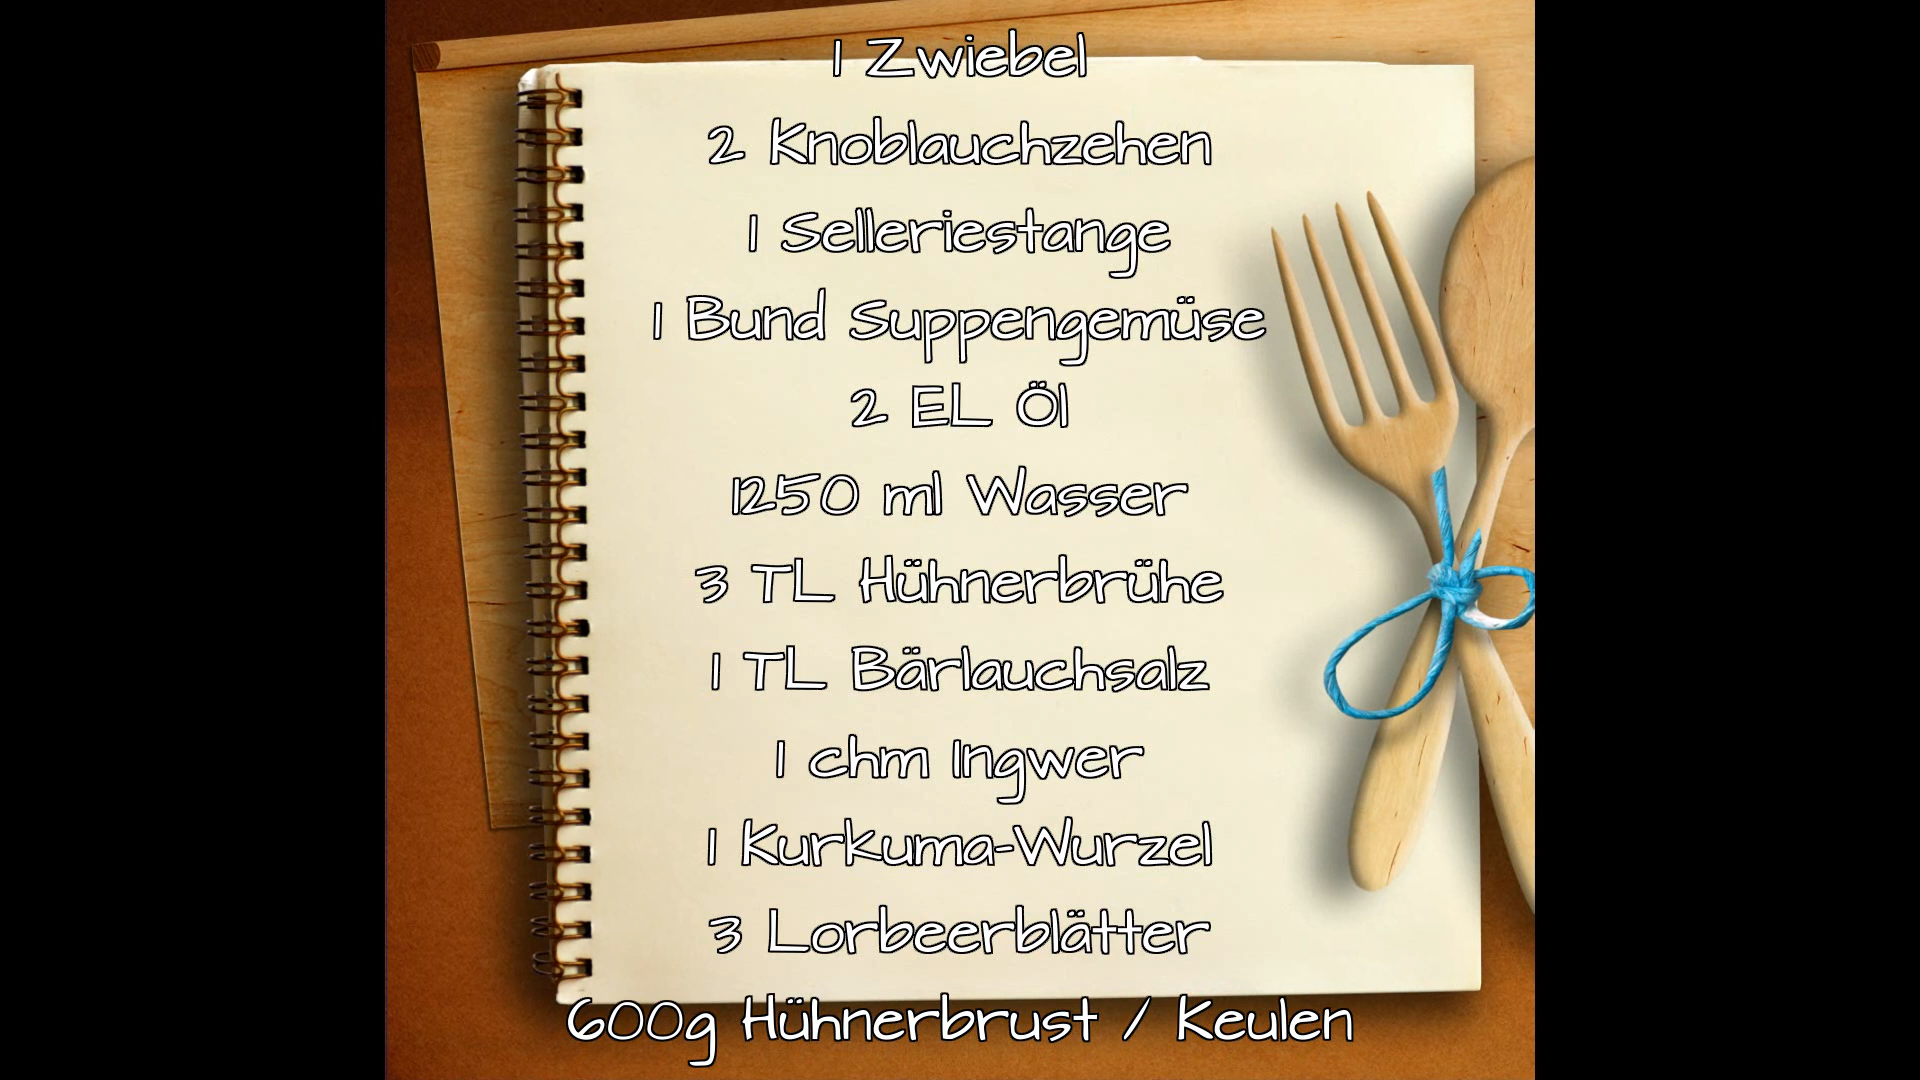 1 Zwiebel
2 Knoblauchzehen
1 Selleriestange
1 Bund Suppengemüse
2 EL Öl
1250 ml Wasser
3 TL Hühnerbrühe
1 TL Bärlauchsalz
1 chm Ingwer
1 Kurkuma-Wurzel
3 Lorbeerblätter
600g Hühnerbrust / Keulen